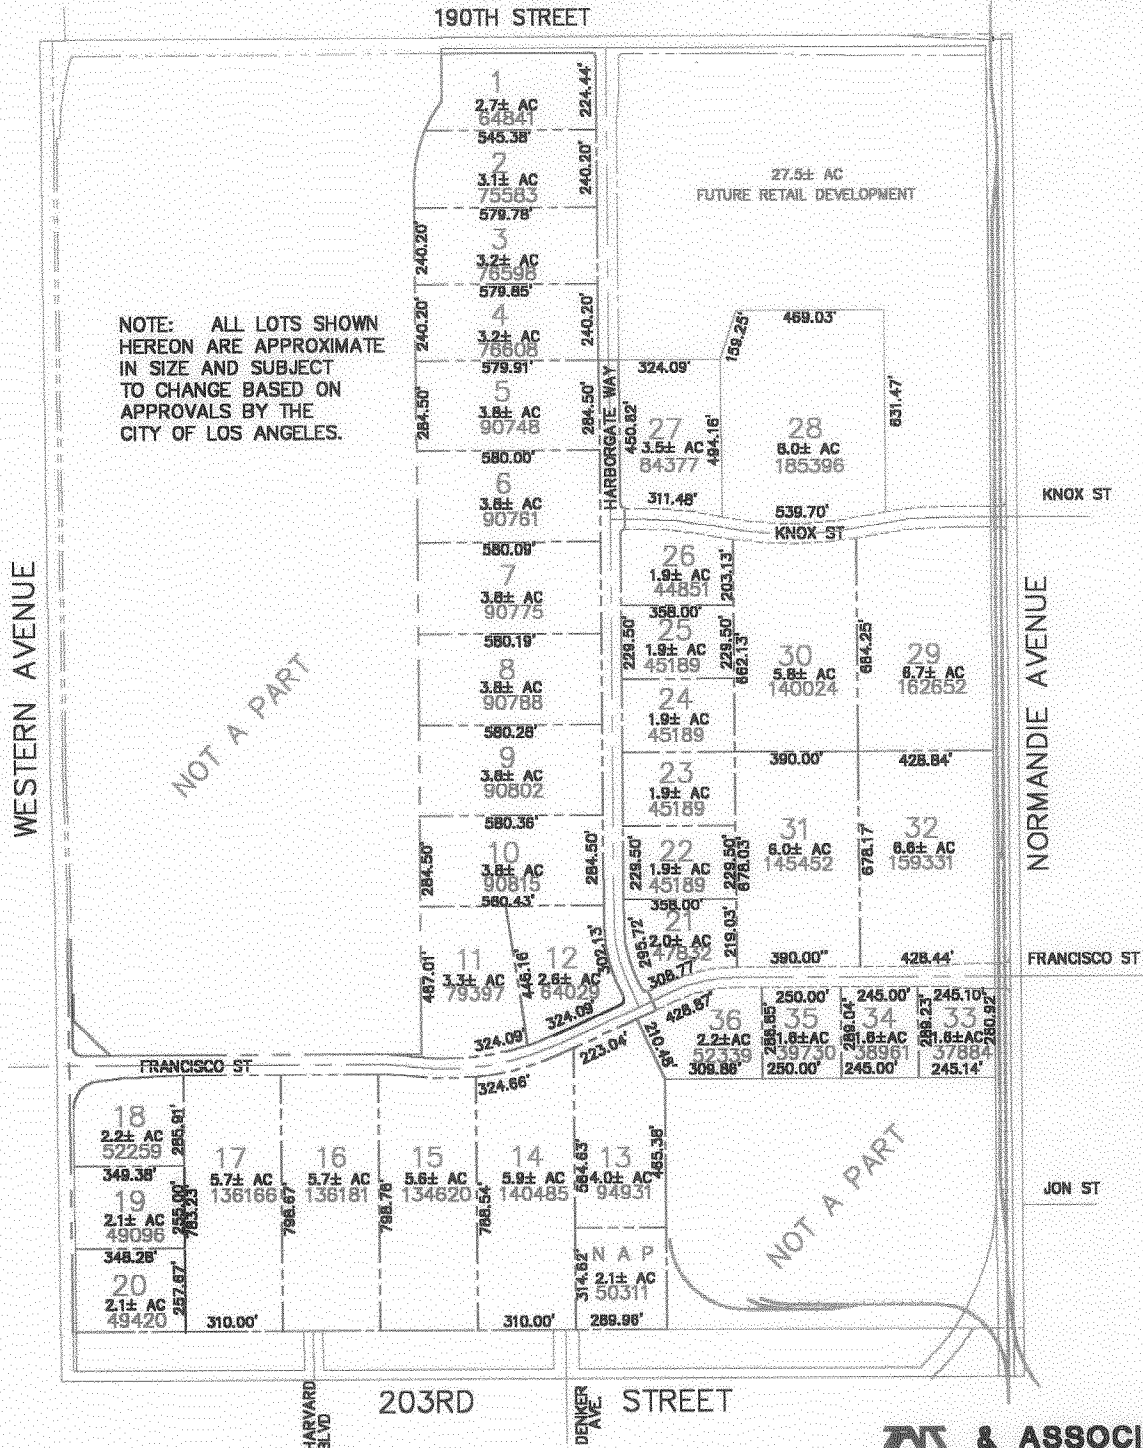 190TH STREET
1
2.7± AC
64841
224.44'
545.38'
2
3.1± AC
75583
240.20'
579.78'
3
3.2± AC
76598
240.20'
579.85'
4
3.2± AC
76608
240.20'
240.20'
579.91'
5
3.8± AC
90748
284.50'
284.50'
580.00'
6
3.8± AC
90761
580.09'
7
3.8± AC
90775
580.19'
8
3.8± AC
90788
580.28'
9
3.8± AC
90802
580.36'
10
3.8± AC
90815
284.50'
284.50'
580.43'
11
3.3± AC
79397
487.01'
446.16'
324.09'
12
2.6± AC
64029
302.13'
324.09'
27.5± AC
FUTURE RETAIL DEVELOPMENT
NOTE: ALL LOTS SHOWN
HEREON ARE APPROXIMATE
IN SIZE AND SUBJECT
TO CHANGE BASED ON
APPROVALS BY THE
CITY OF LOS ANGELES.
HARBORGATE WAY
324.09'
450.82'
27
3.5± AC
84377
494.16'
311.48'
159.25'
469.03'
28
6.0± AC
185396
631.47'
539.70'
KNOX ST
KNOX ST
26
1.9± AC
44851
203.13'
358.00'
25
1.9± AC
45189
229.50'
229.50'
662.13'
24
1.9± AC
45189
23
1.9± AC
45189
22
1.9± AC
45189
229.50'
229.50'
678.03'
358.00'
21
2.0± AC
47832
295.72'
219.03'
308.77
30
5.8± AC
140024
684.25'
390.00'
29
6.7± AC
162652
428.84'
31
6.0± AC
145452
678.17'
390.00"
32
6.6± AC
159331
428.44'
WESTERN AVENUE
NORMANDIE AVENUE
NOT A PART
FRANCISCO ST
FRANCISCO ST
428.87'
210.48'
223.04'
324.66'
36
2.2±AC
52339
309.86'
35
1.6±AC
39730
250.00'
288.85'
250.00'
34
1.6±AC
38961
245.00'
289.04'
245.00'
33
1.6±AC
37884
245.10'
289.23'
280.92'
245.14'
18
2.2± AC
52259
285.91'
349.38'
19
2.1± AC
49096
255.00'
783.23'
348.28'
20
2.1± AC
49420
257.67'
17
5.7± AC
136166
310.00'
16
5.7± AC
136181
798.67'
15
5.6± AC
134620
798.78'
14
5.9± AC
140485
788.54'
310.00'
13
4.0± AC
94931
564.63'
465.38'
N A P
2.1± AC
50311
314.62'
289.96'
NOT A PART
JON ST
HARVARD
BLVD
203RD STREET
DENKER
AVE.
& ASSOCI